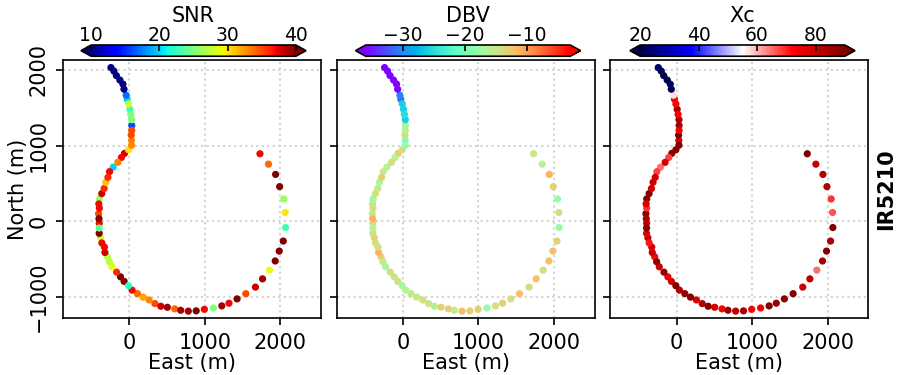 SNR DBV Xc
10 20 30 40 −30 −20 −10 20 40 60 80
2000
1000
0
−1000
North (m)
IR5210
0 1000 2000 0 1000 2000 0 1000 2000
East (m) East (m) East (m)